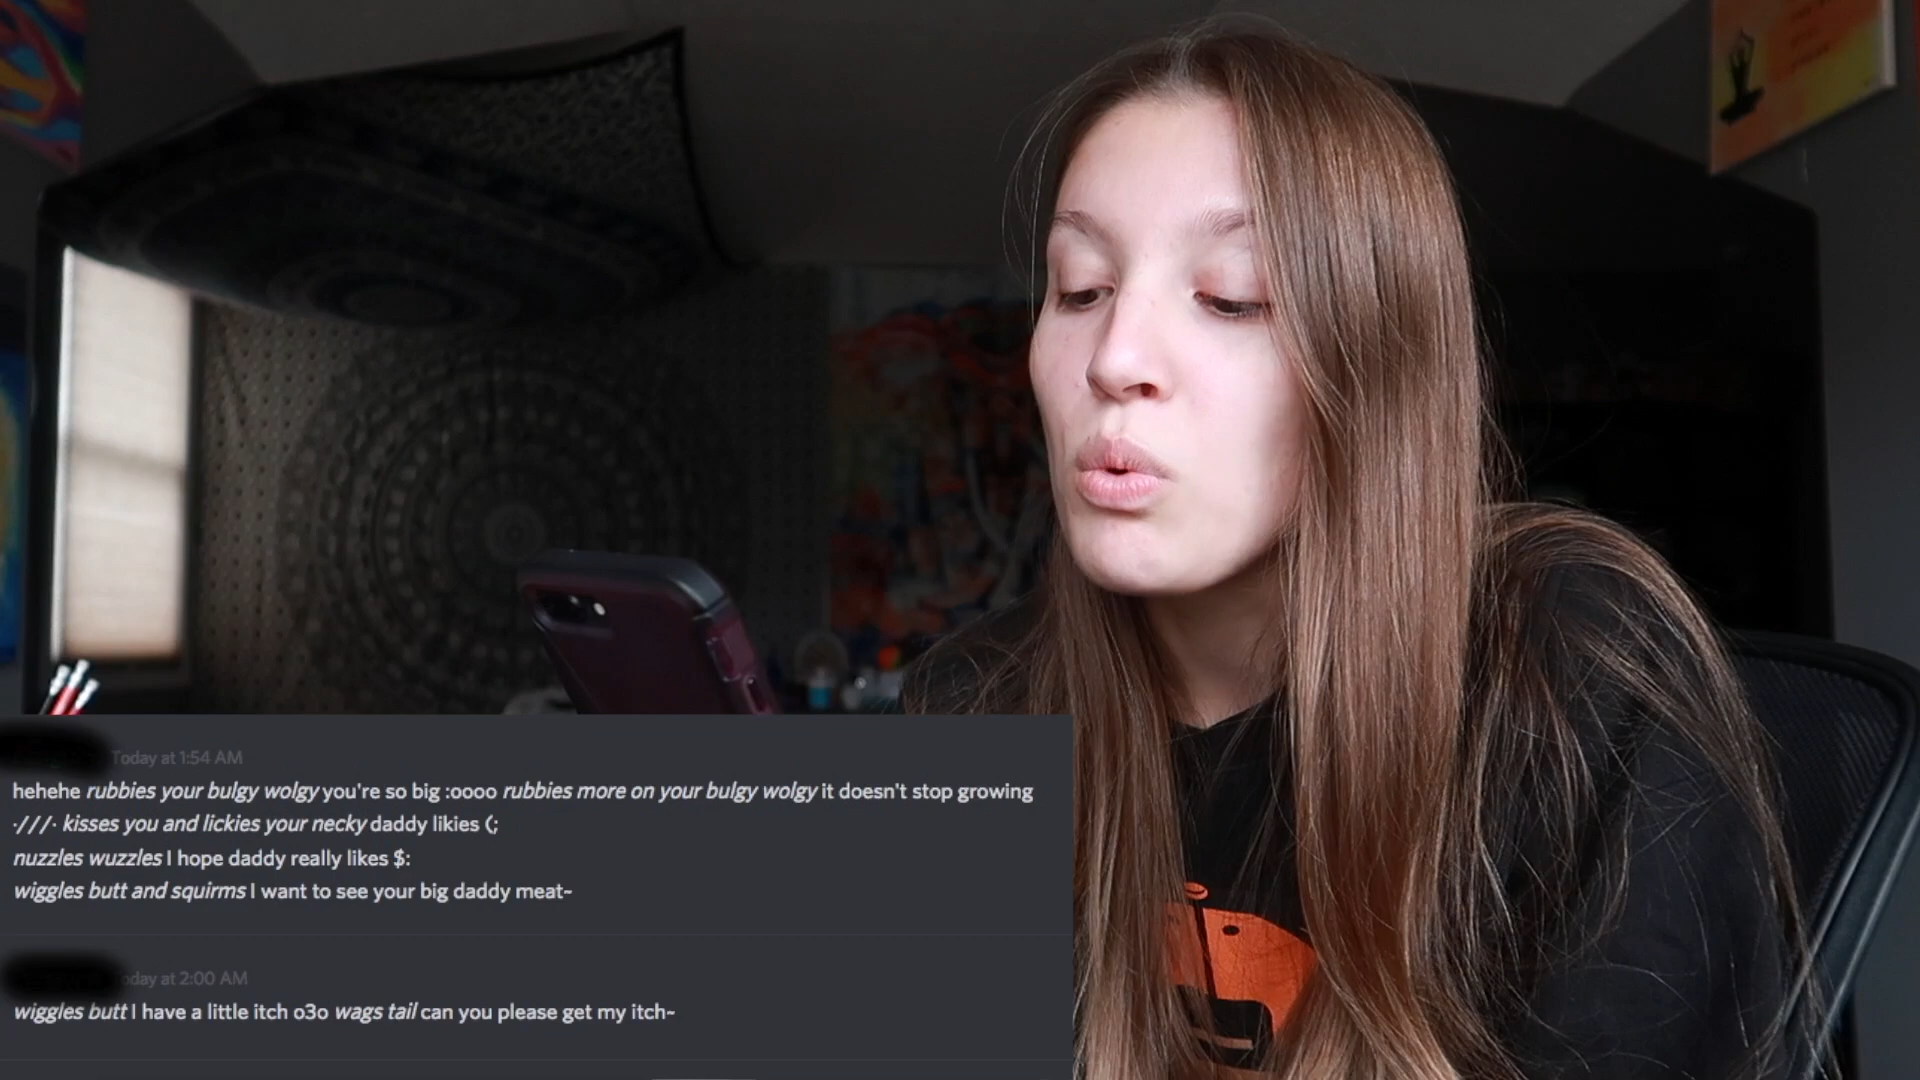 Today at 1:54 AM
hehehe rubbies your bulgy wolgy you're so big :oooo rubbies more on your bulgy wolgy it doesn't stop growing
·///· kisses you and lickies your necky daddy likies (;
nuzzles wuzzles I hope daddy really likes $:
wiggles butt and squirms I want to see your big daddy meat~
oday at 2:00 AM
wiggles butt I have a little itch o3o wags tail can you please get my itch~